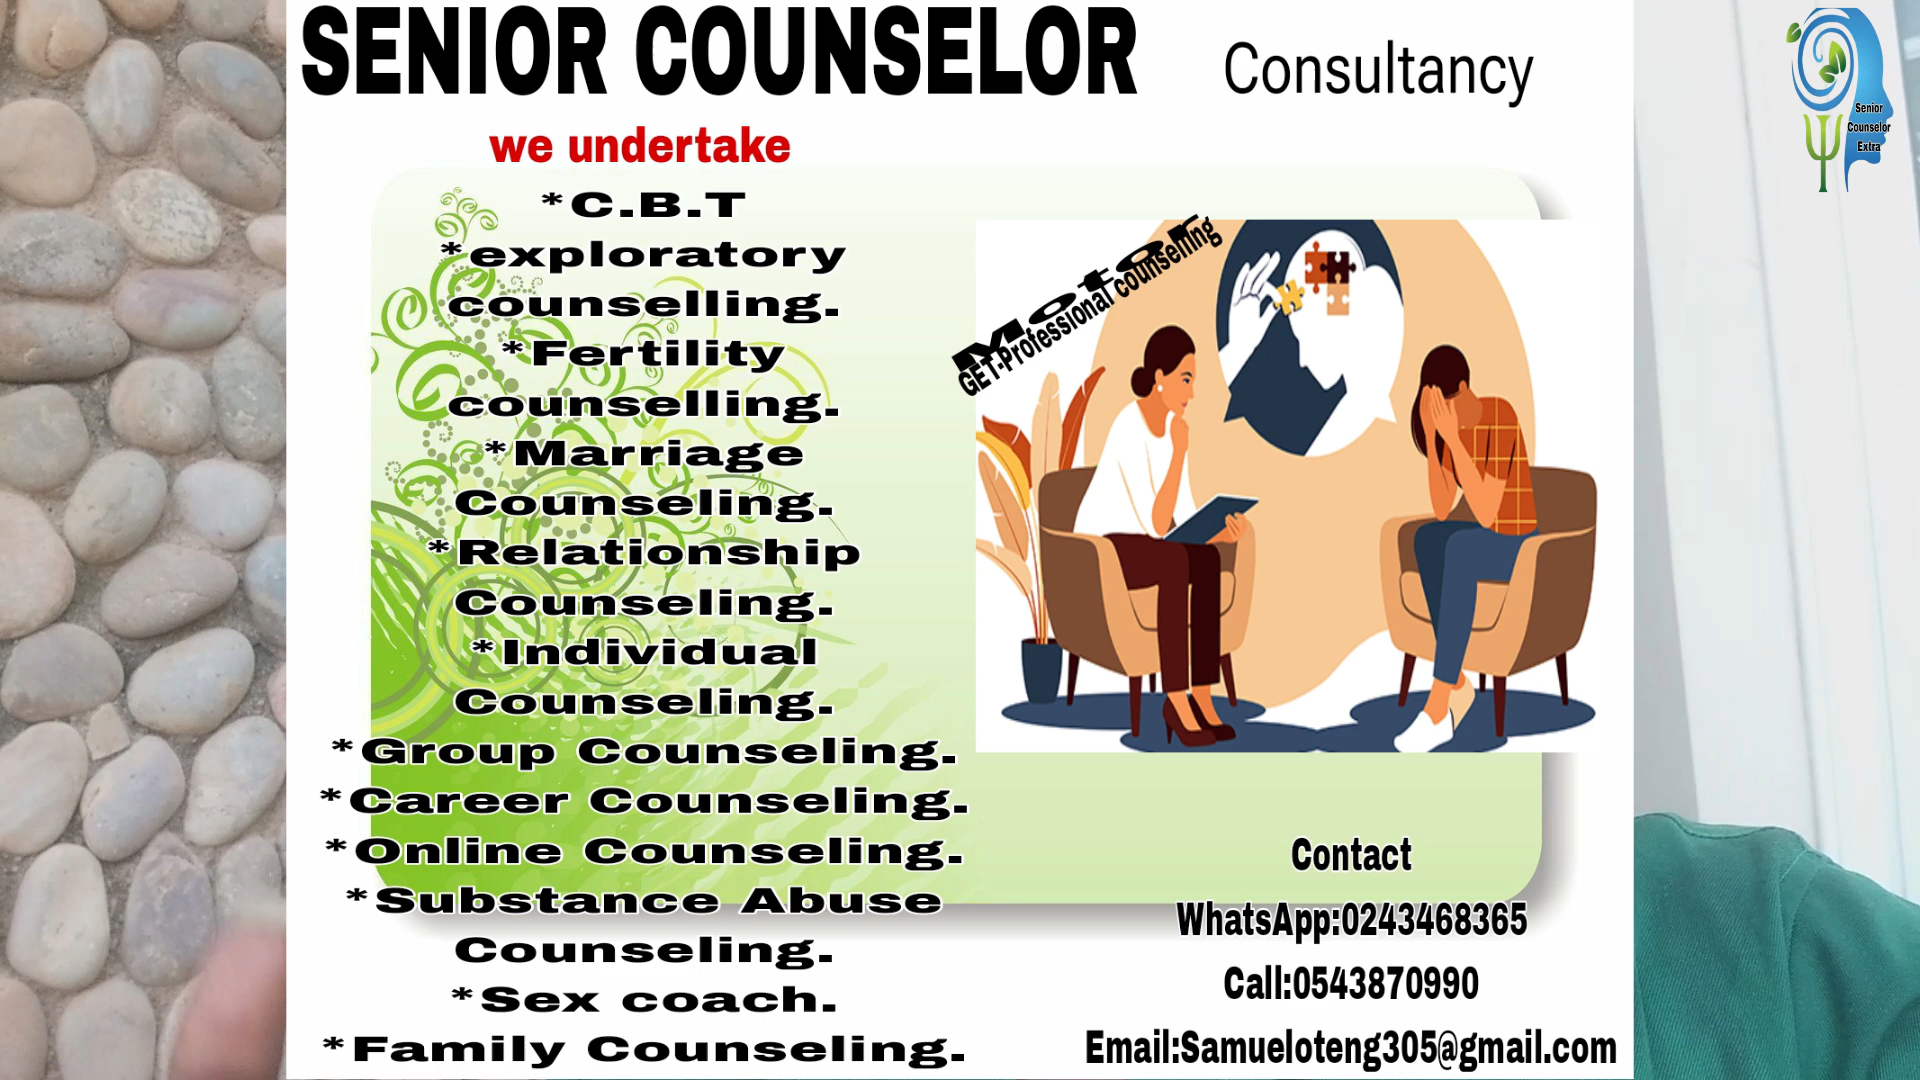 SENIOR COUNSELOR Consultancy
we undertake
*C.B.T
*exploratory
counselling.
*Fertility
counselling.
*Marriage
Counseling.
*Relationship
Counseling.
*Individual
Counseling.
*Group Counseling.
*Career Counseling.
*Online Counseling.
*Substance Abuse
Counseling.
*Sex coach.
*Family Counseling.
Motor
GET-Professional counselling
Contact
WhatsApp:0243468365
Call:0543870990
Email:Samueloteng305@gmail.com
Senior
Counselor
Extra